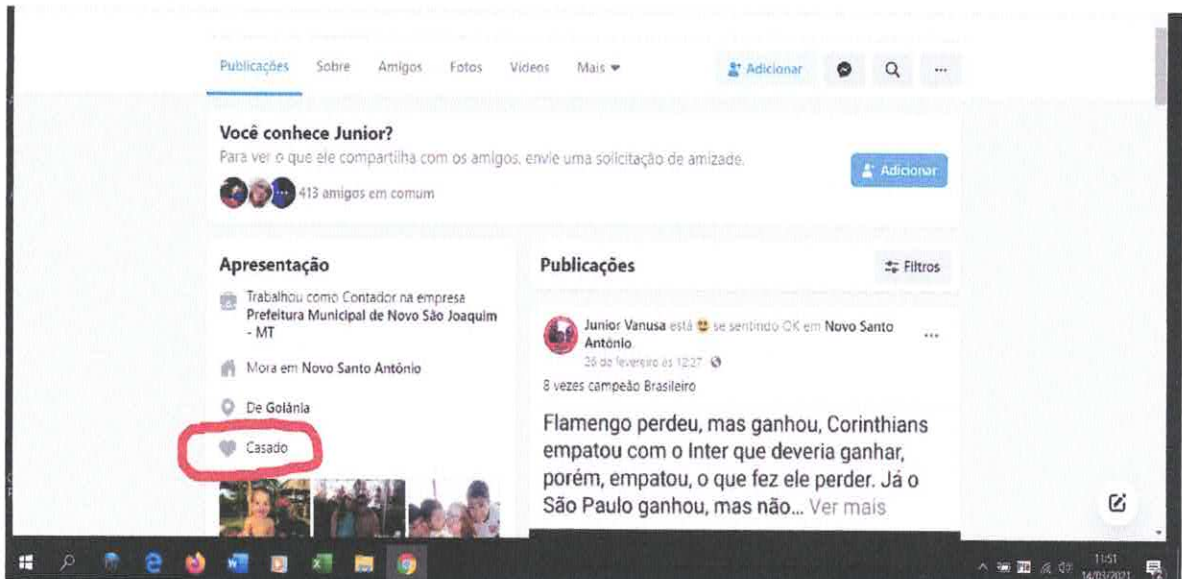 Publicações Sobre Amigos Fotos Vídeos Mais
Adicionar
Você conhece Junior?
Para ver o que ele compartilha com os amigos, envie uma solicitação de amizade.
Adicionar
413 amigos em comum
Apresentação
Trabalhou como Contador na empresa
Prefeitura Municipal de Novo São Joaquim
- MT
Mora em Novo Santo Antônio
De Goiânia
Casado
Publicações
Filtros
Junior Vanusa está 😍 se sentindo OK em Novo Santo
Antônio.
26 de fevereiro às 12:27
8 vezes campeão Brasileiro
Flamengo perdeu, mas ganhou, Corinthians
empatou com o Inter que deveria ganhar,
porém, empatou, o que fez ele perder. Já o
São Paulo ganhou, mas não... Ver mais
11:51
14/03/2021